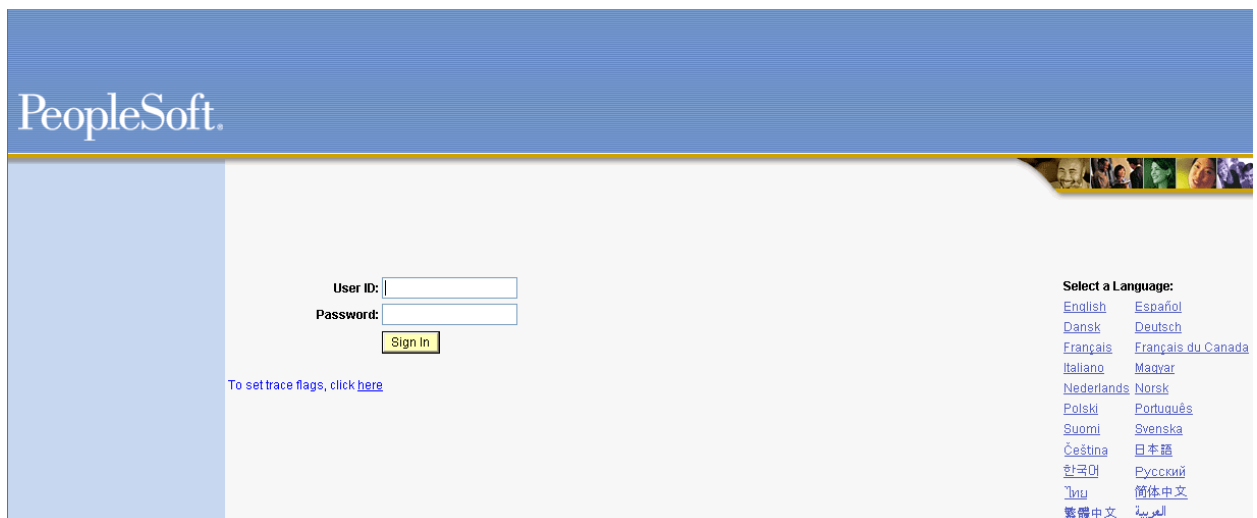 PeopleSoft®
User ID:
Password:
Sign In
To set trace flags, click here
Select a Language:
English Español
Dansk Deutsch
Français Français du Canada
Italiano Magyar
Nederlands Norsk
Polski Português
Suomi Svenska
Čeština 日本語
한국어 Русский
ไทย 简体中文
繁體中文 العربية